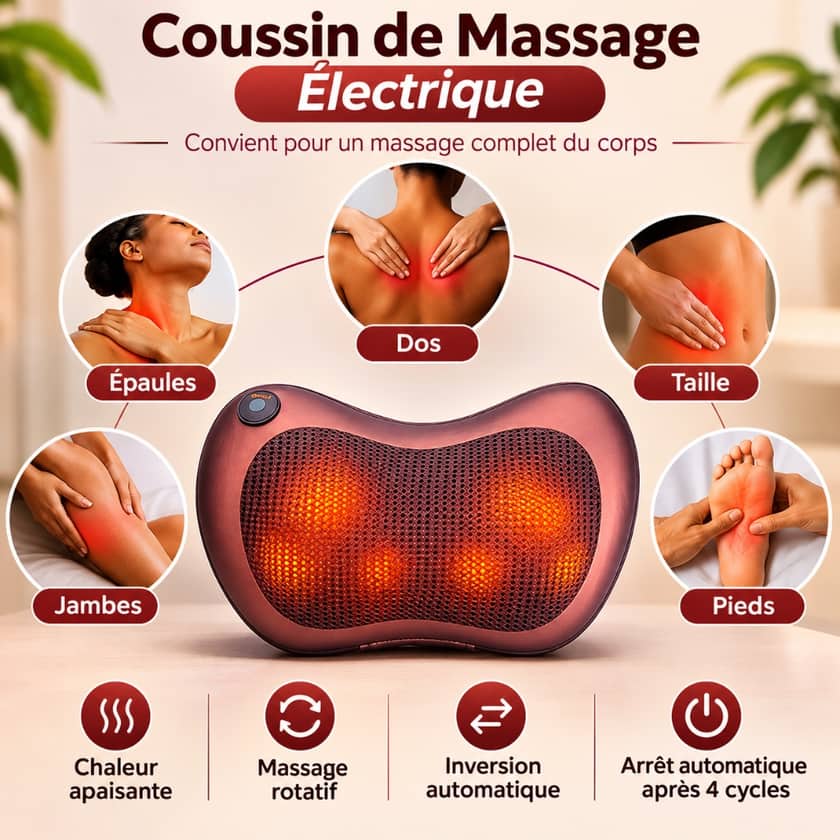 Coussin de Massage
Électrique
Convient pour un massage complet du corps
Épaules
Dos
Taille
Jambes
Pieds
Chaleur
apaisante
Massage
rotatif
Inversion
automatique
Arrêt automatique
après 4 cycles